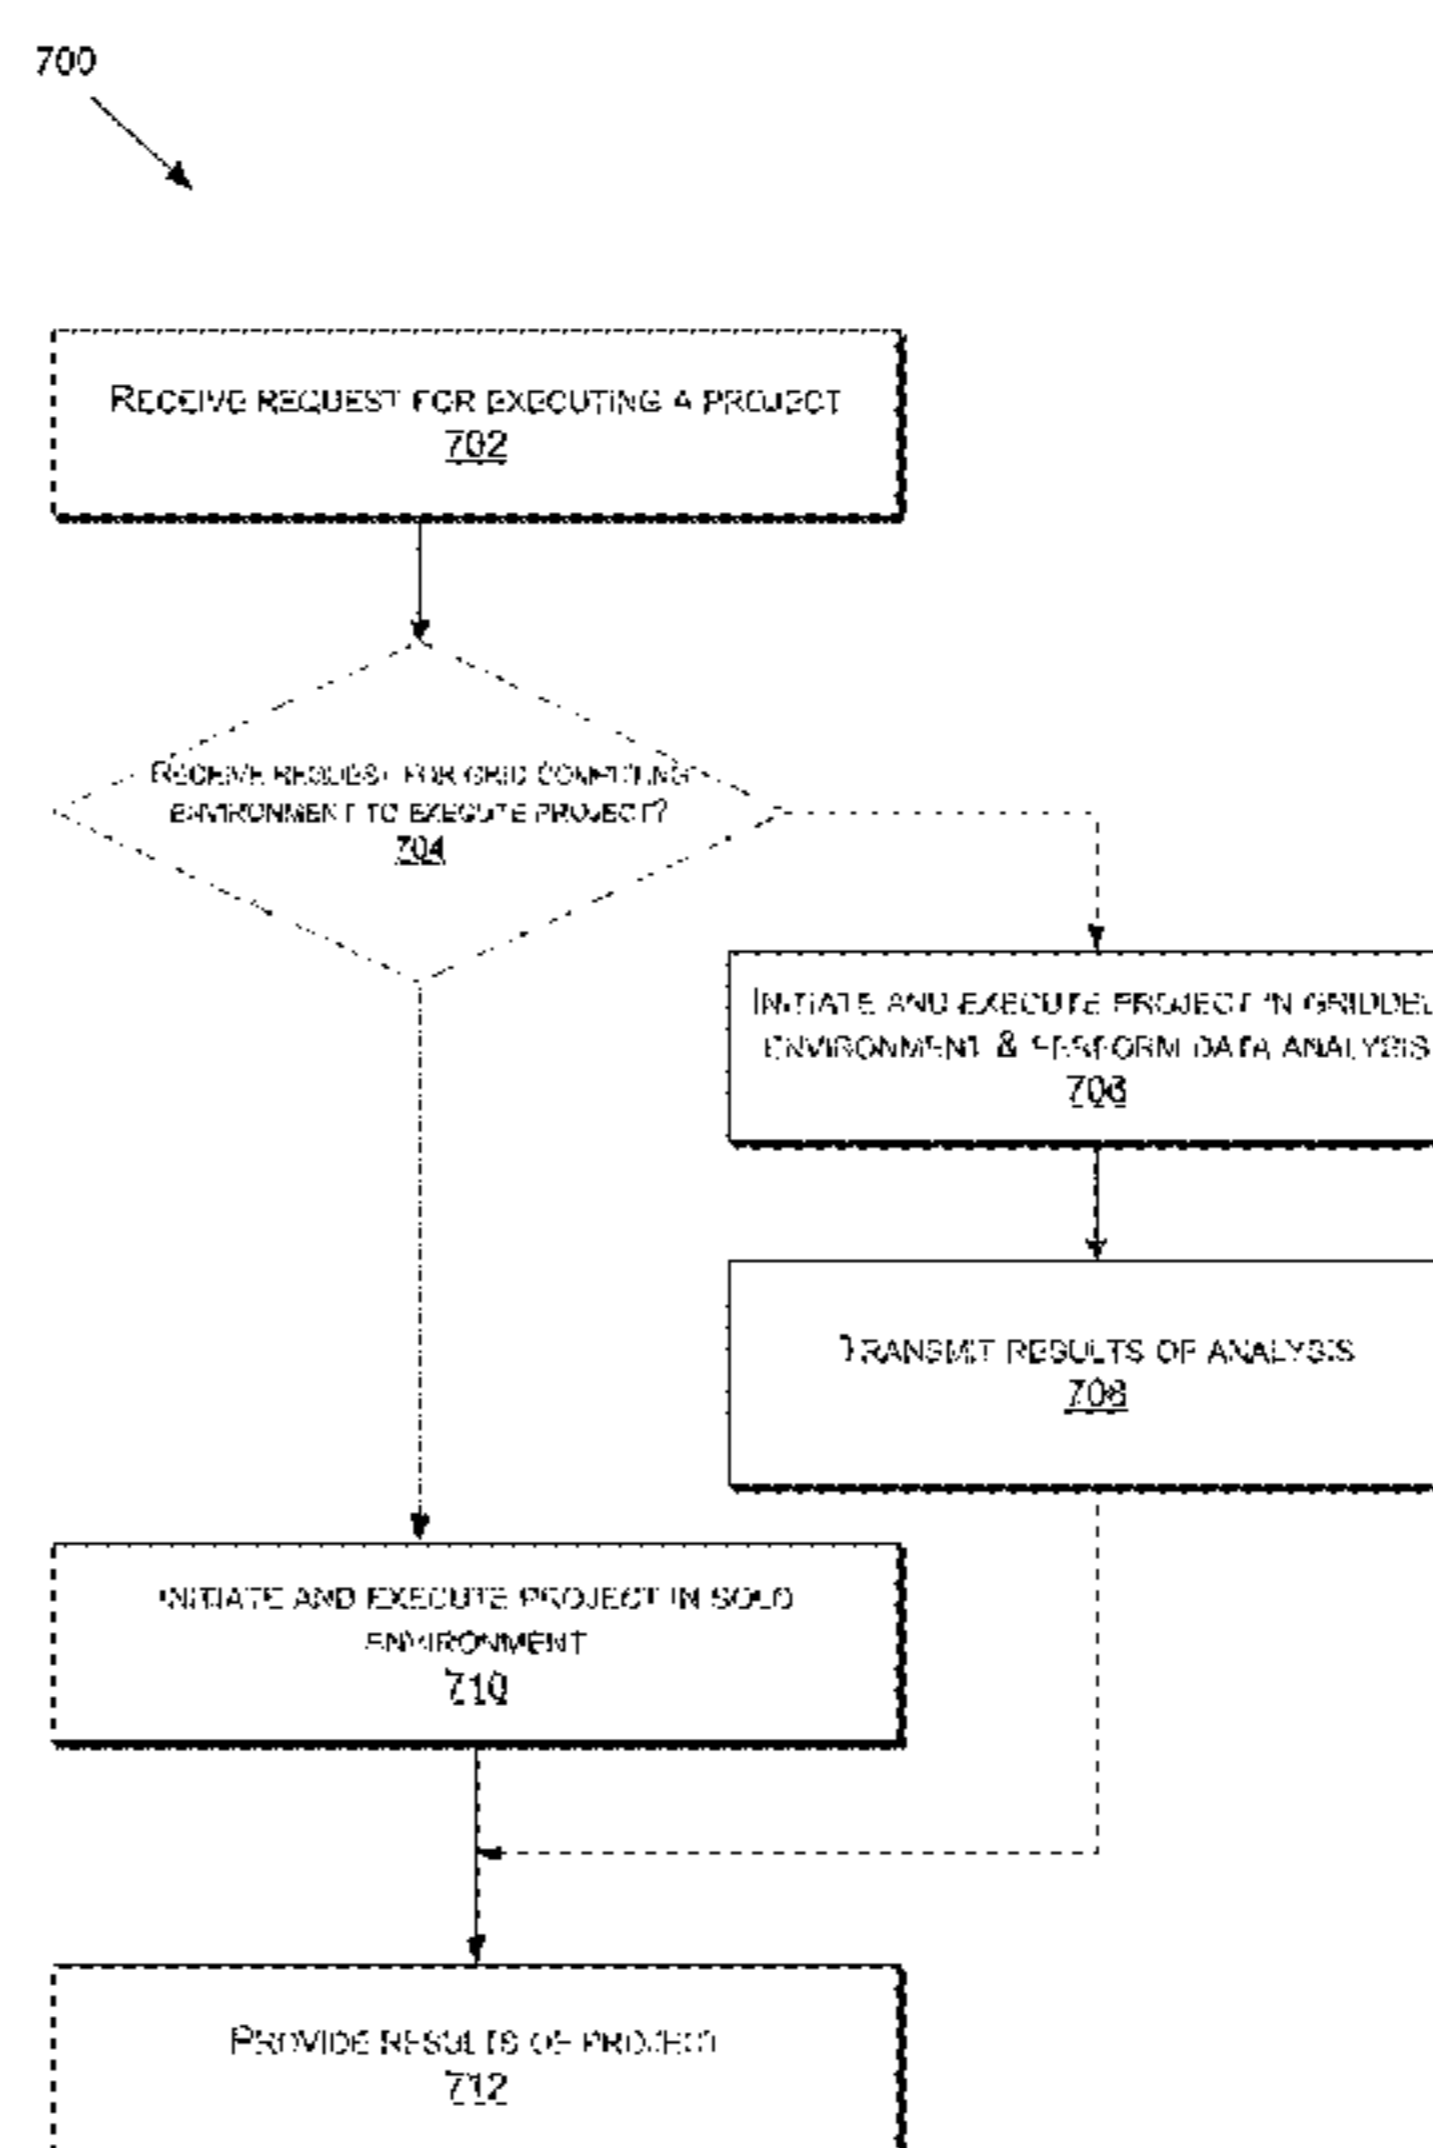 700
RECEIVE REQUEST FOR EXECUTING A PROJECT
702
RECEIVE REQUEST FOR GRID COMPUTING
ENVIRONMENT TO EXECUTE PROJECT?
704
INITIATE AND EXECUTE PROJECT IN GRIDDED
ENVIRONMENT & PERFORM DATA ANALYSIS
706
TRANSMIT RESULTS OF ANALYSIS
708
INITIATE AND EXECUTE PROJECT IN SOLO
ENVIRONMENT
710
PROVIDE RESULTS OF PROJECT
712